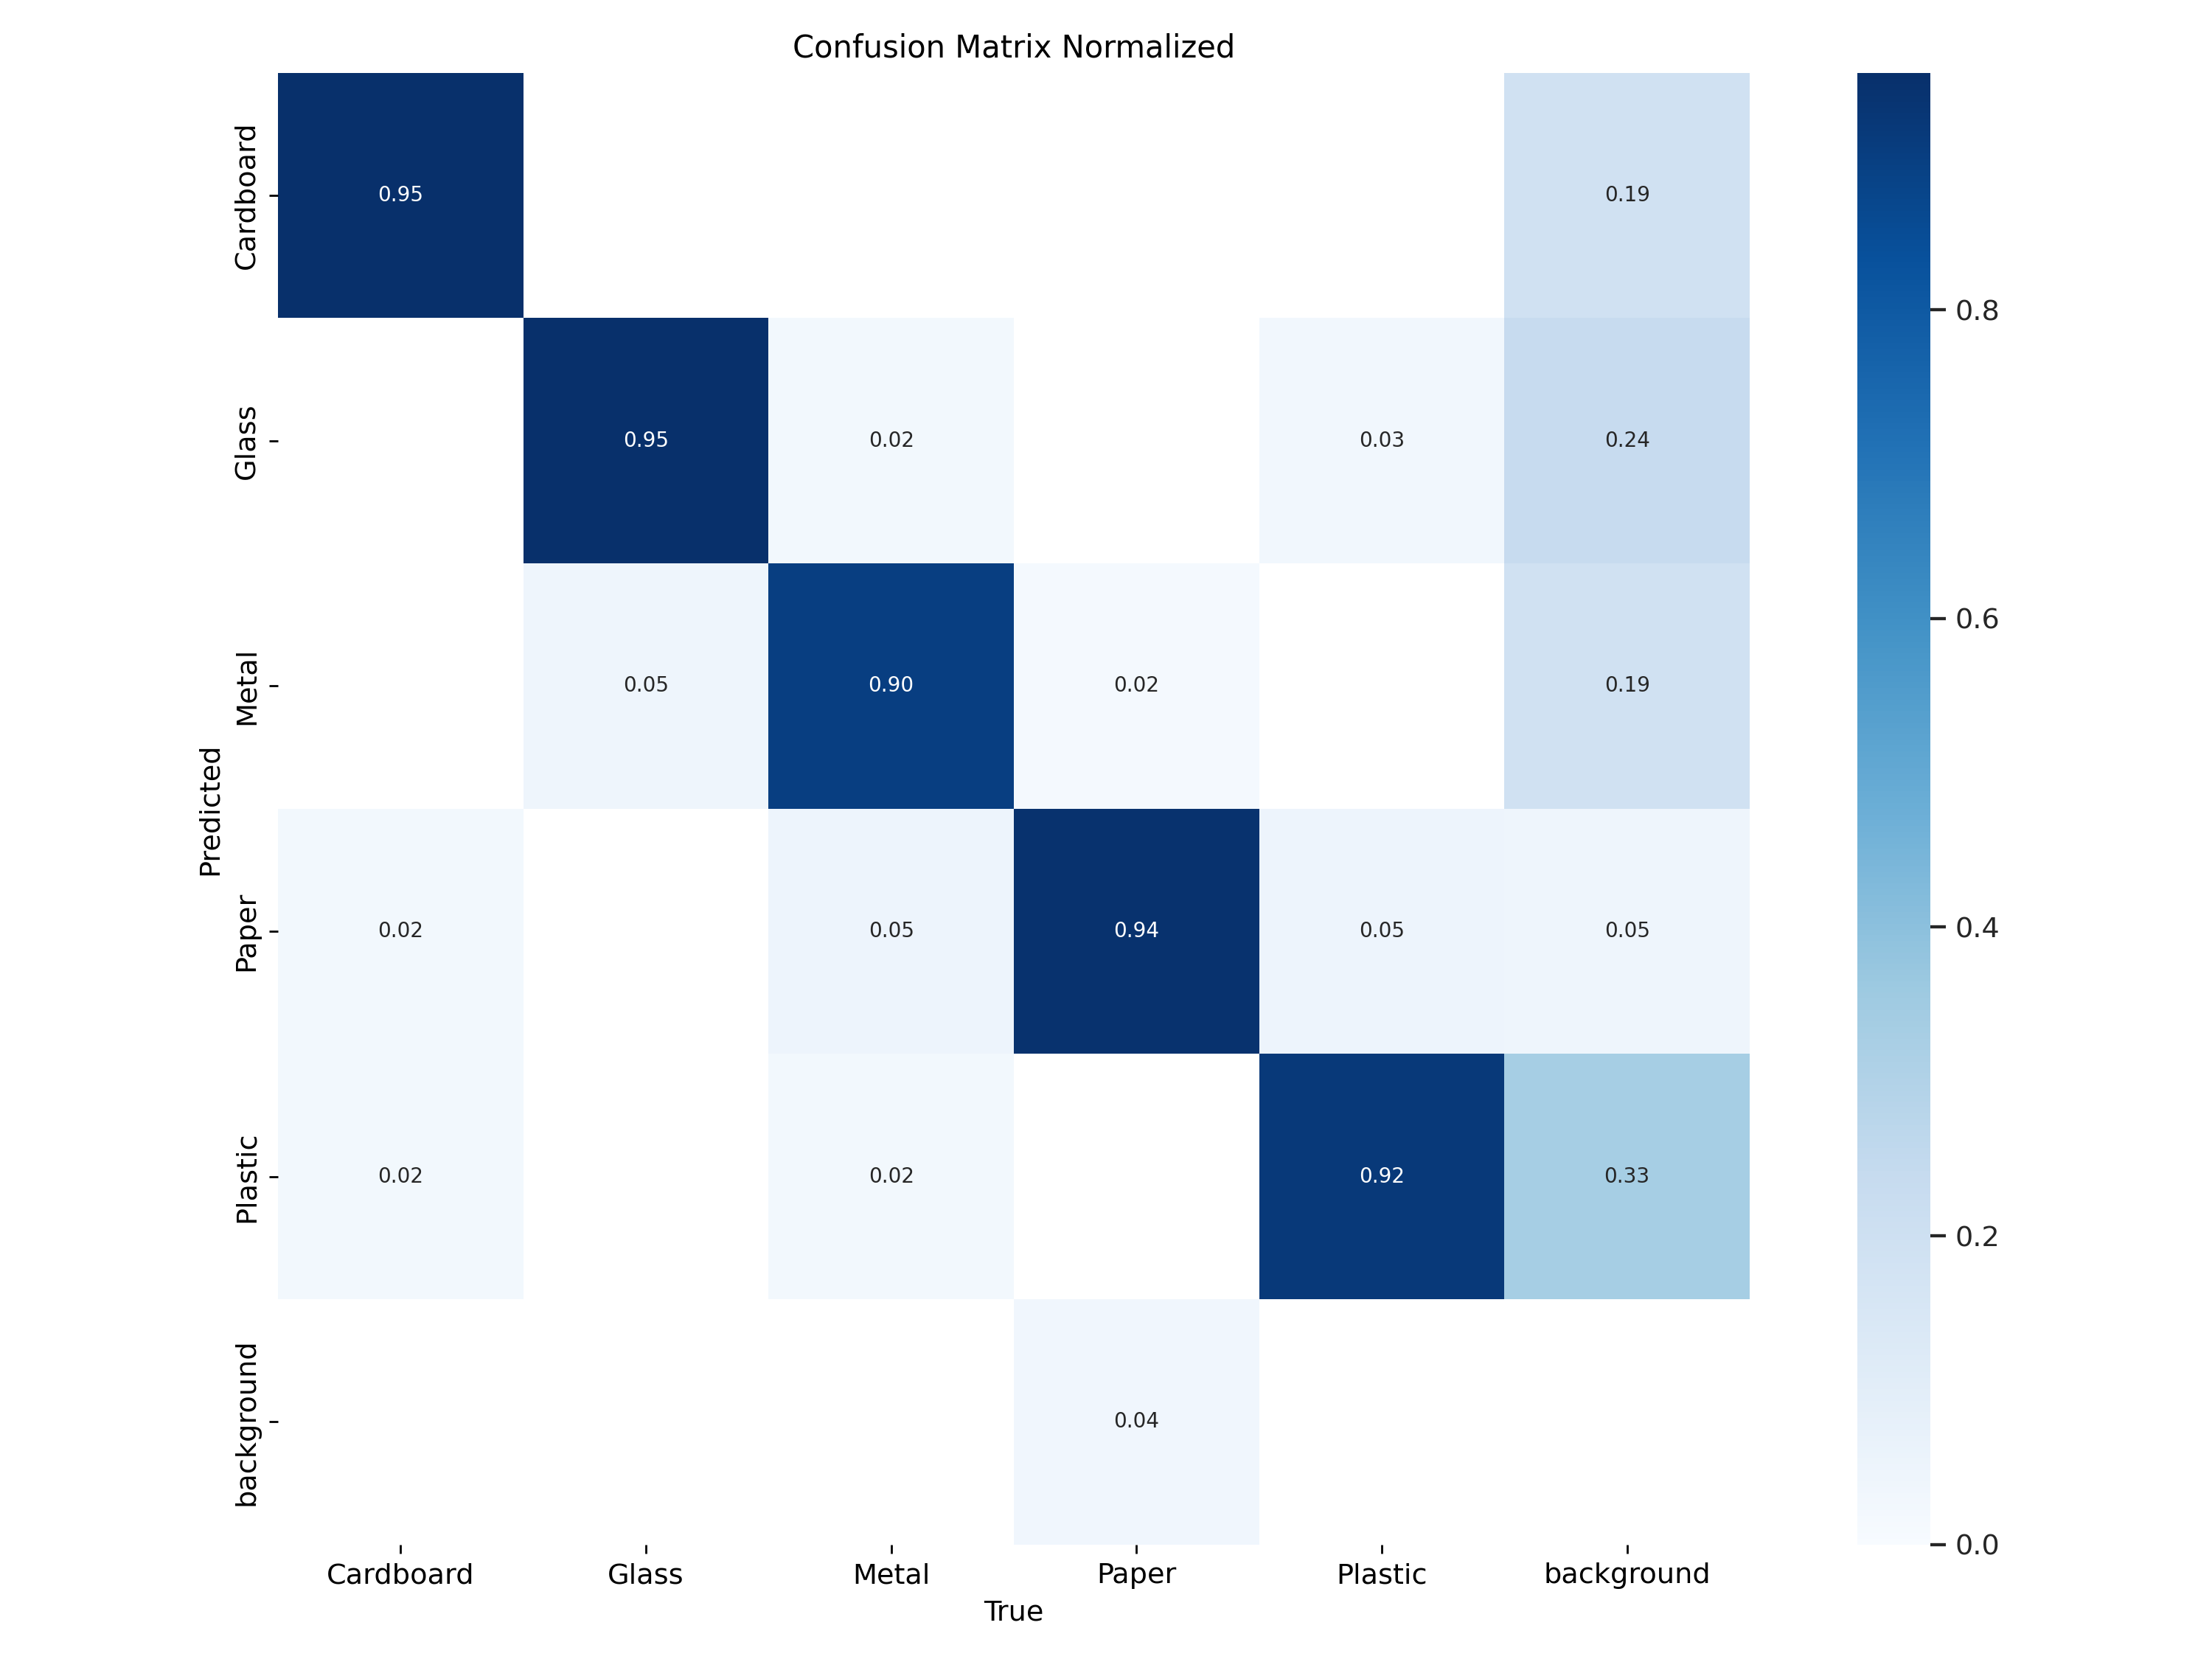 Confusion Matrix Normalized
Cardboard
0.95
0.19
Glass
0.95
0.02
0.03
0.24
0.8
Metal
0.05
0.90
0.02
0.19
0.6
Predicted
Paper
0.02
0.05
0.94
0.05
0.05
0.4
Plastic
0.02
0.02
0.92
0.33
0.2
background
0.04
0.0
Cardboard
Glass
Metal
Paper
Plastic
background
True